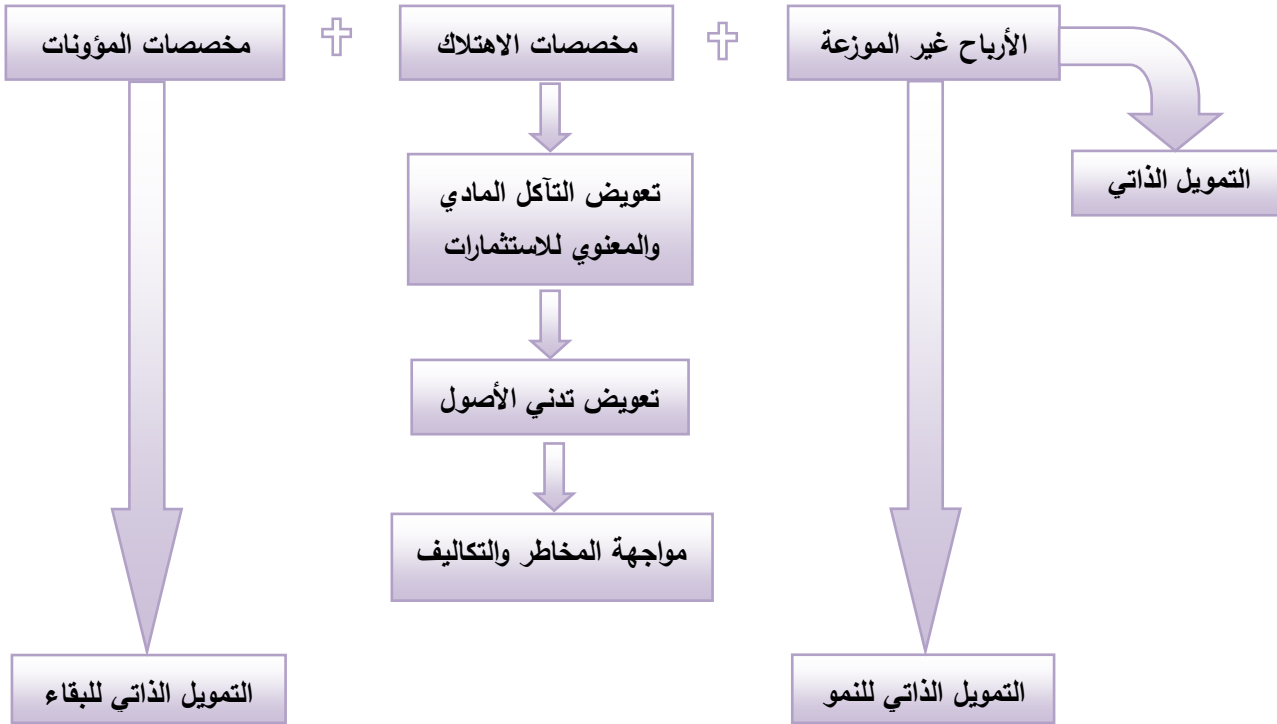 الأرباح غير الموزعة
مخصصات الاهتلاك
مخصصات المؤونات
التمويل الذاتي
تعويض التآكل المادي
والمعنوي للاستثمارات
تعويض تدني الأصول
مواجهة المخاطر والتكاليف
التمويل الذاتي للنمو
التمويل الذاتي للبقاء